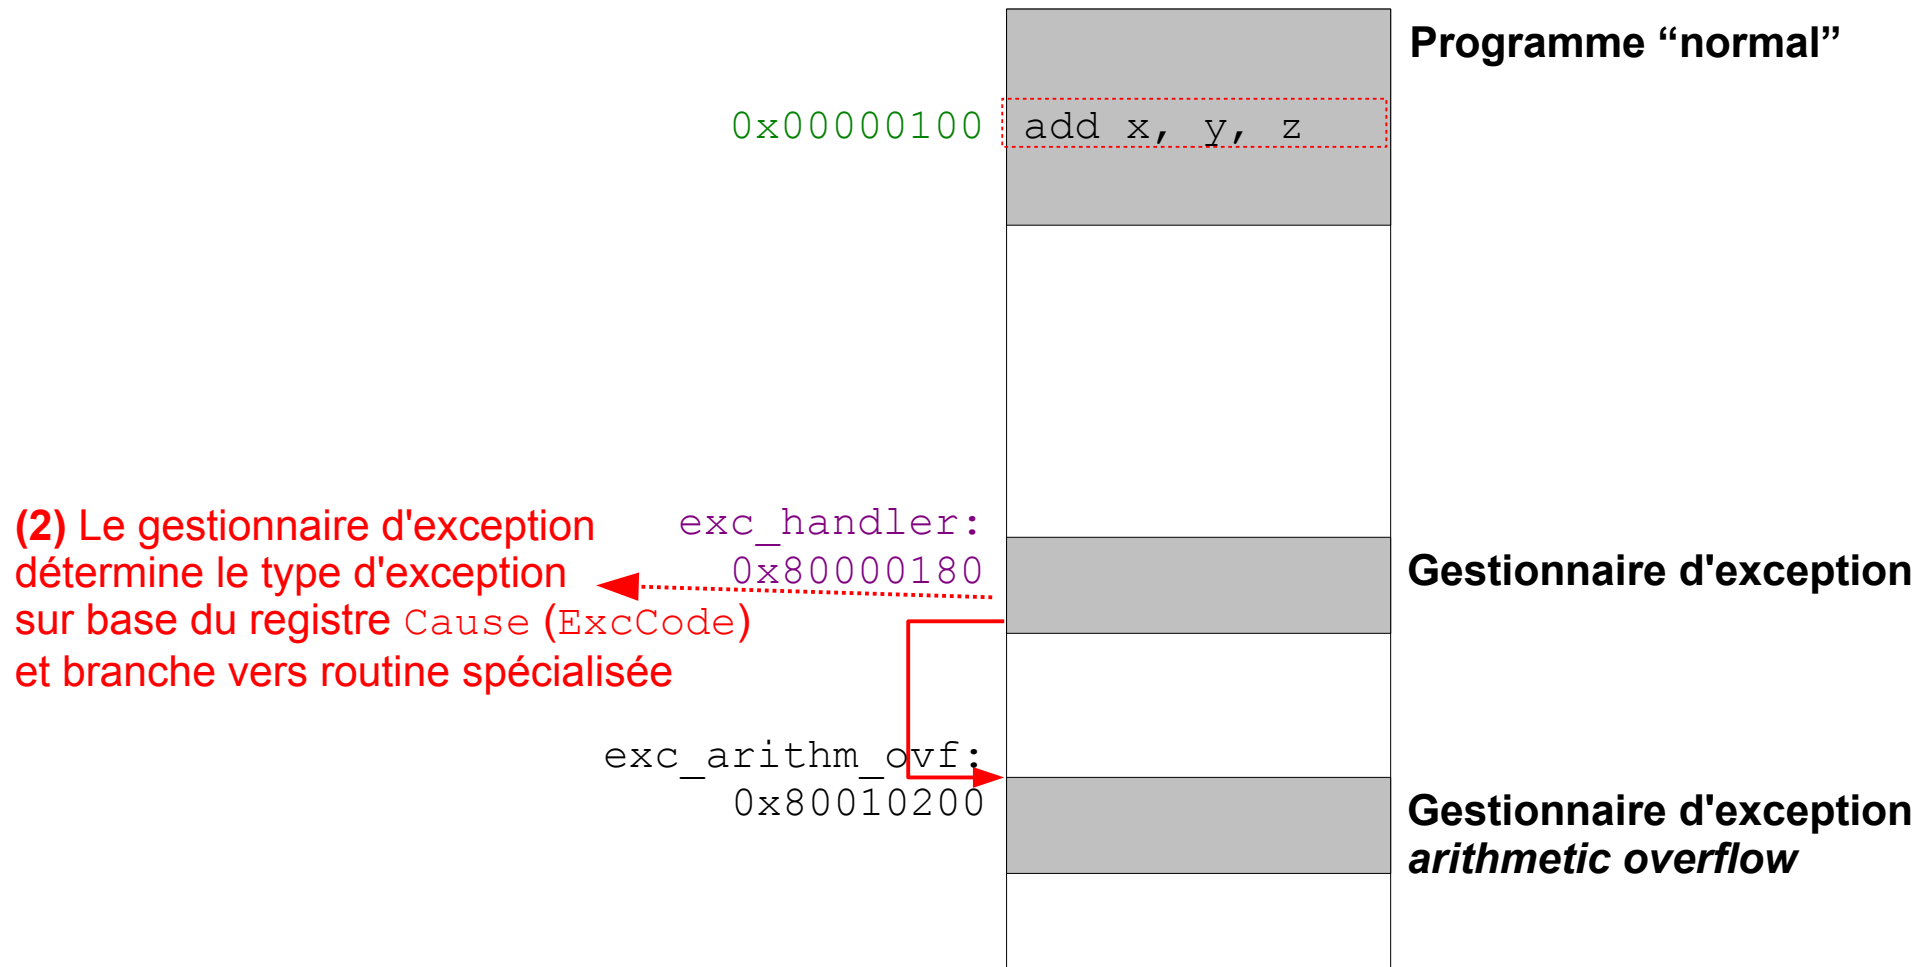 Programme “normal”
0x00000100
add x, y, z
(2) Le gestionnaire d'exception
détermine le type d'exception
sur base du registre Cause (ExcCode)
et branche vers routine spécialisée
exc_handler:
0x80000180
Gestionnaire d'exception
exc_arithm_ovf:
0x80010200
Gestionnaire d'exception
arithmetic overflow